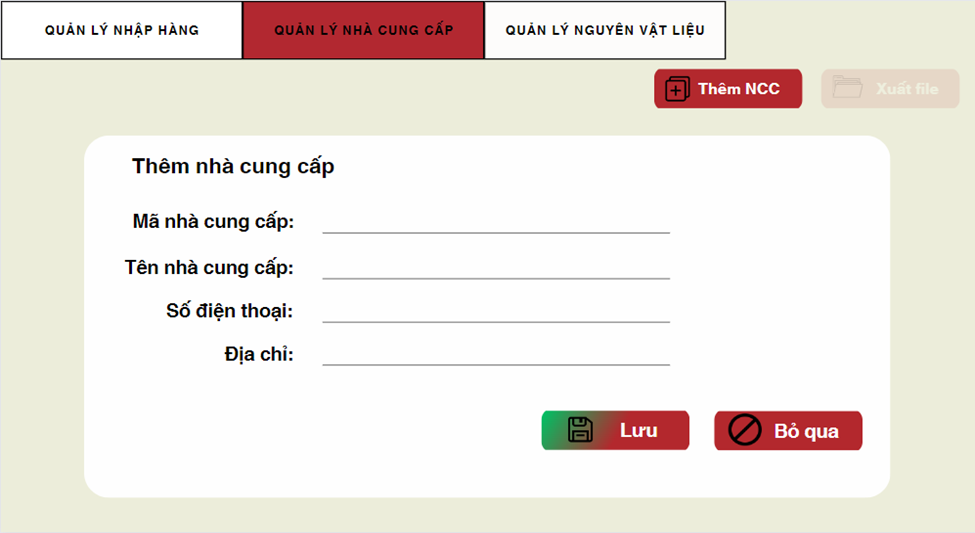 QUẢN LÝ NHẬP HÀNG
QUẢN LÝ NHÀ CUNG CẤP
QUẢN LÝ NGUYÊN VẬT LIỆU
Thêm NCC
Xuất file
Thêm nhà cung cấp
Mã nhà cung cấp:
Tên nhà cung cấp:
Số điện thoại:
Địa chỉ:
Lưu
Bỏ qua